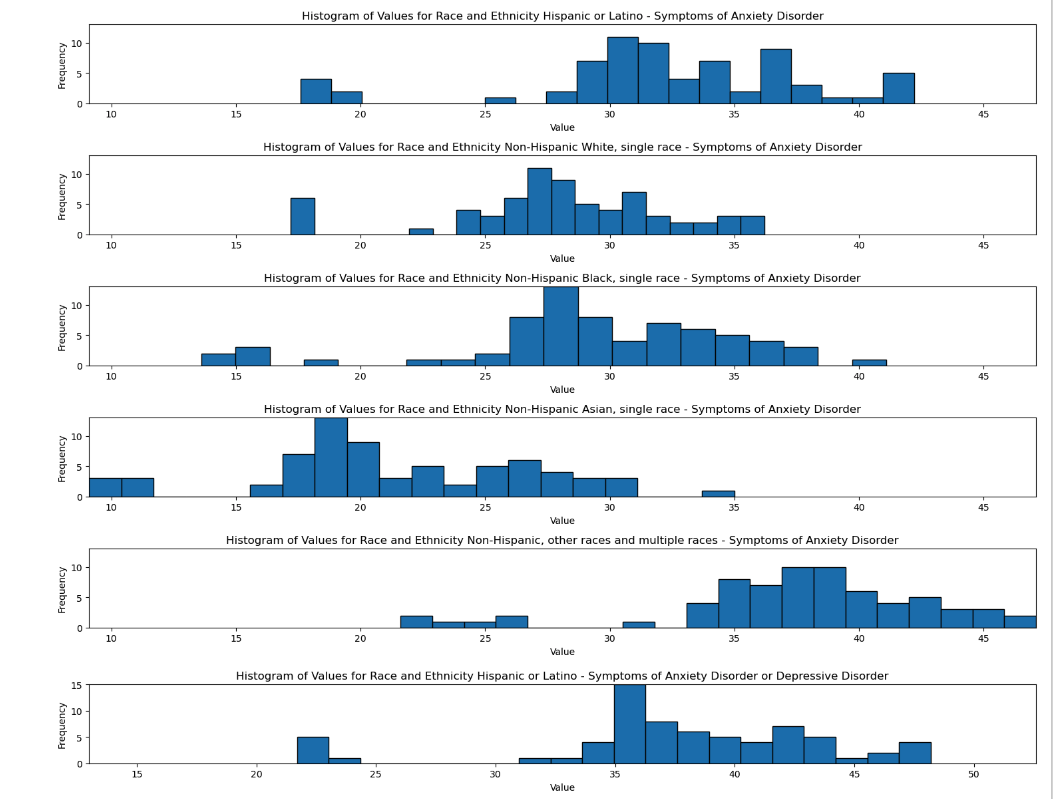 Histogram of Values for Race and Ethnicity Hispanic or Latino - Symptoms of Anxiety Disorder
Frequency
10
5
0
10 15 20 25 30 35 40 45
Value
Histogram of Values for Race and Ethnicity Non-Hispanic White, single race - Symptoms of Anxiety Disorder
Frequency
10
5
0
10 15 20 25 30 35 40 45
Value
Histogram of Values for Race and Ethnicity Non-Hispanic Black, single race - Symptoms of Anxiety Disorder
Frequency
10
5
0
10 15 20 25 30 35 40 45
Value
Histogram of Values for Race and Ethnicity Non-Hispanic Asian, single race - Symptoms of Anxiety Disorder
Frequency
10
5
0
10 15 20 25 30 35 40 45
Value
Histogram of Values for Race and Ethnicity Non-Hispanic, other races and multiple races - Symptoms of Anxiety Disorder
Frequency
10
5
0
10 15 20 25 30 35 40 45
Value
Histogram of Values for Race and Ethnicity Hispanic or Latino - Symptoms of Anxiety Disorder or Depressive Disorder
Frequency
15
10
5
0
15 20 25 30 35 40 45 50
Value